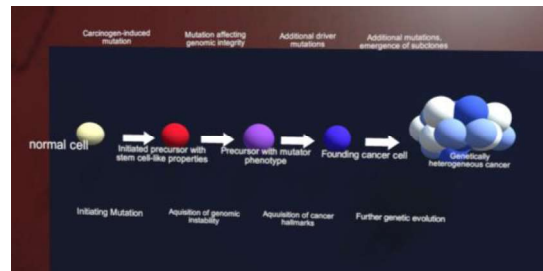 Carcinogen-induced
mutation
Mutation affecting
genomic integrity
Additional driver
mutations
Additional mutations,
emergence of subclones
normal cell
Initiated precursor with
stem cell-like properties
Precursor with mutator
phenotype
Founding cancer cell
Genetically
heterogeneous cancer
Initiating Mutation
Aquisition of genomic
instability
Aquuisition of cancer
hallmarks
Further genetic evolution